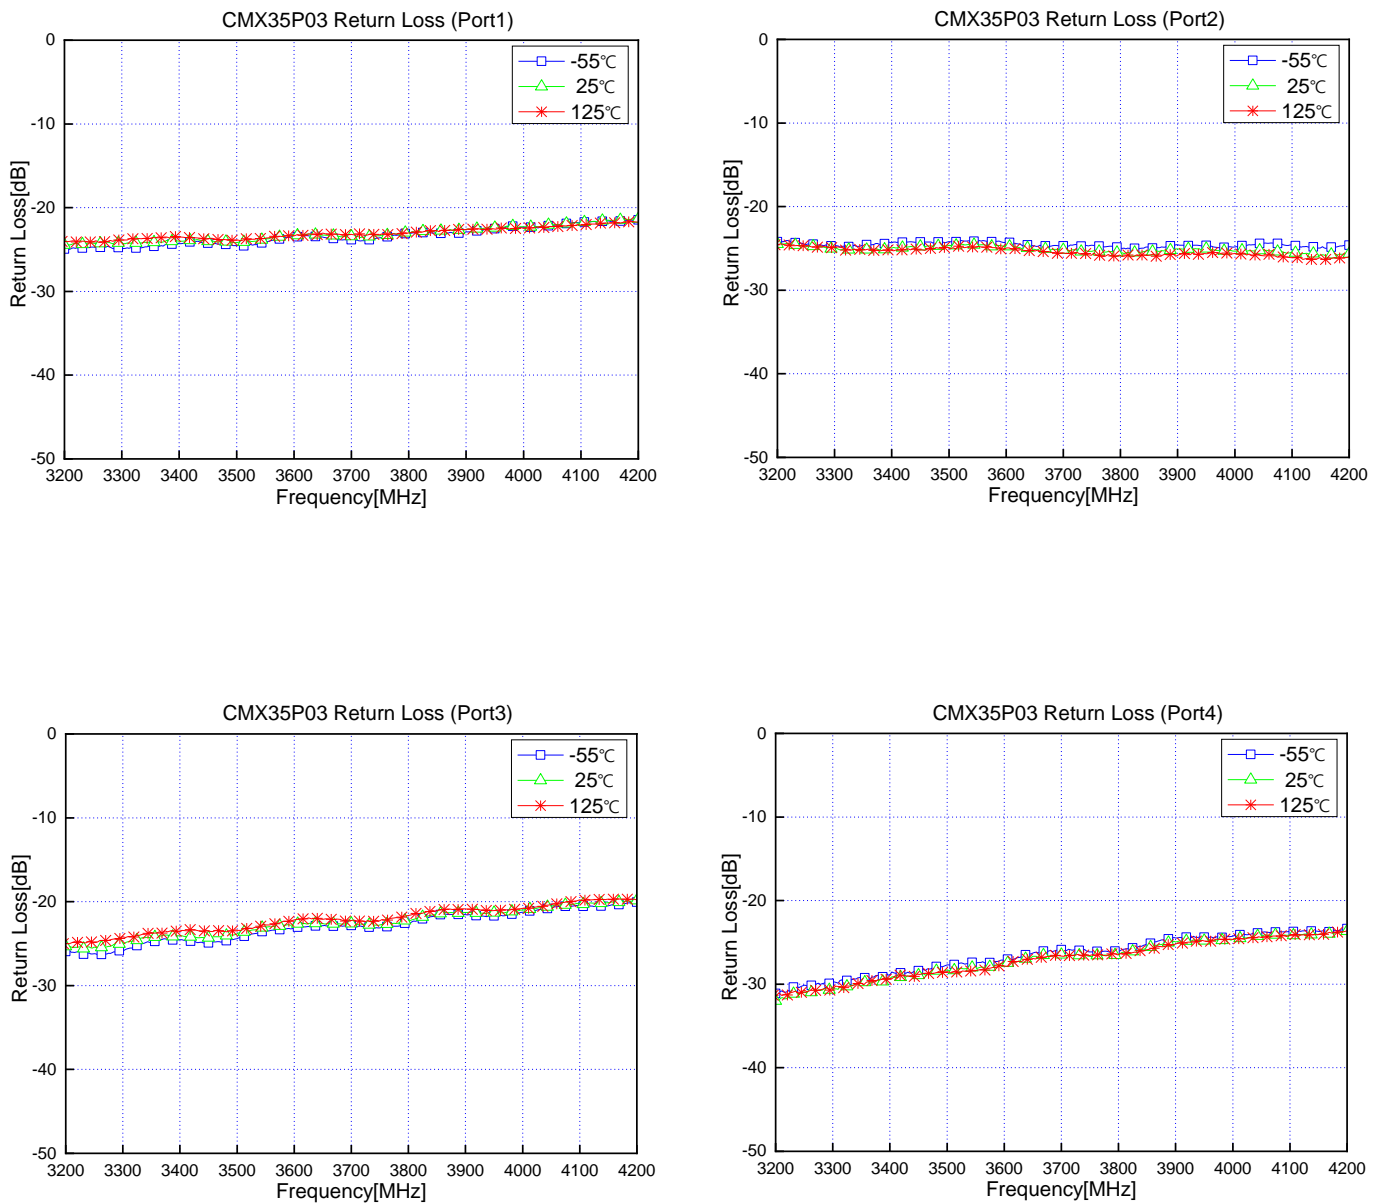 CMX35P03 Return Loss (Port1)
Return Loss[dB]
0
-10
-20
-30
-40
-50
-55℃
25℃
125℃
3200 3300 3400 3500 3600 3700 3800 3900 4000 4100 4200
Frequency[MHz]
CMX35P03 Return Loss (Port2)
Return Loss[dB]
0
-10
-20
-30
-40
-50
-55℃
25℃
125℃
3200 3300 3400 3500 3600 3700 3800 3900 4000 4100 4200
Frequency[MHz]
CMX35P03 Return Loss (Port3)
Return Loss[dB]
0
-10
-20
-30
-40
-50
-55℃
25℃
125℃
3200 3300 3400 3500 3600 3700 3800 3900 4000 4100 4200
Frequency[MHz]
CMX35P03 Return Loss (Port4)
Return Loss[dB]
0
-10
-20
-30
-40
-50
-55℃
25℃
125℃
3200 3300 3400 3500 3600 3700 3800 3900 4000 4100 4200
Frequency[MHz]